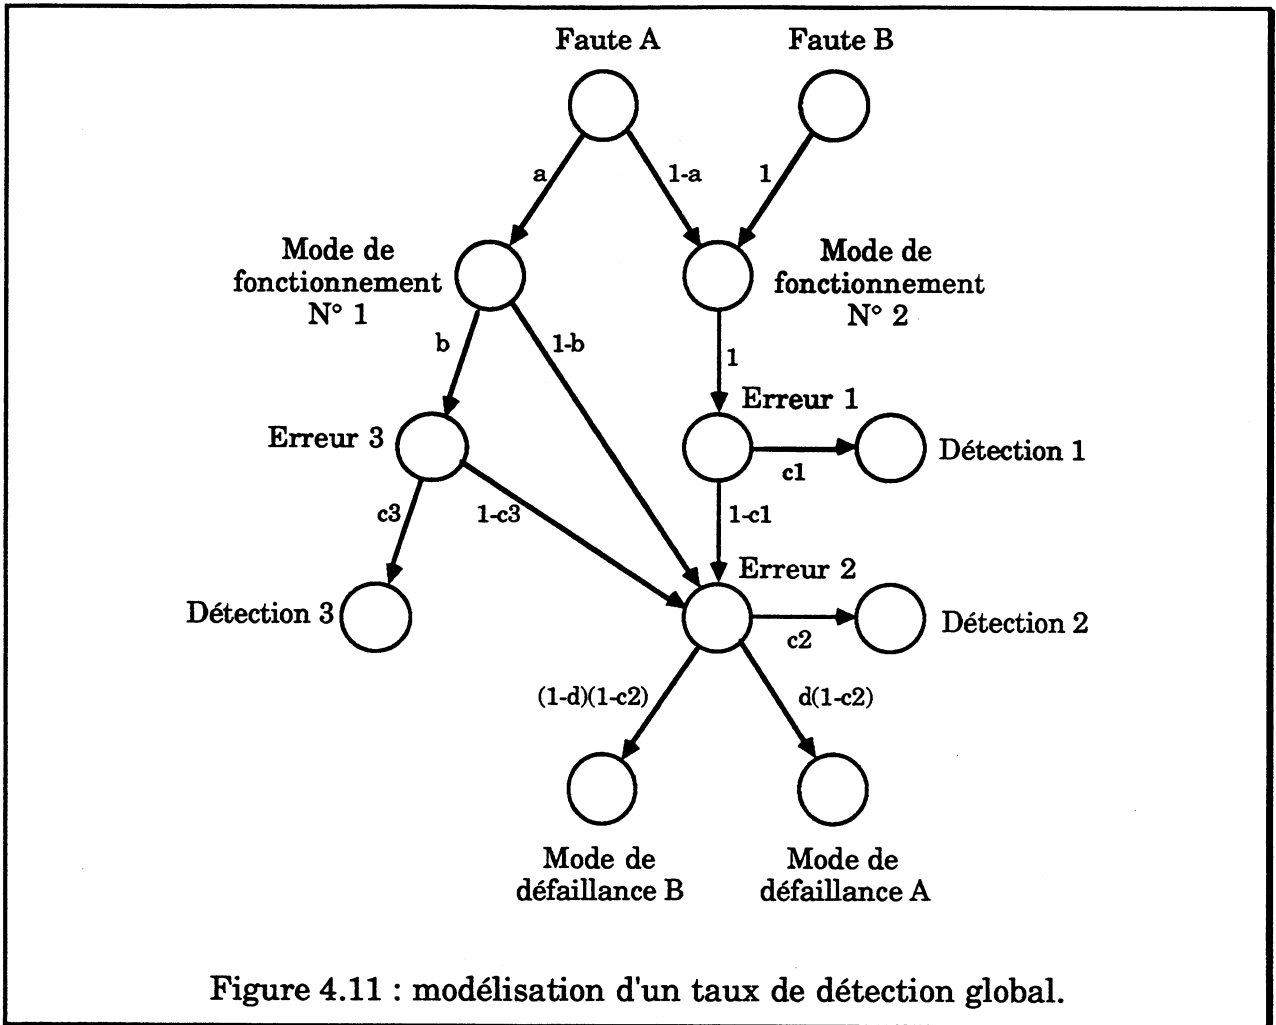 Faute A
Faute B
a
1-a
1
Mode de
fonctionnement
N° 1
Mode de
fonctionnement
N° 2
b
1-b
1
Erreur 3
Erreur 1
Détection 1
c1
c3
1-c3
1-c1
Erreur 2
Détection 3
Détection 2
c2
(1-d)(1-c2)
d(1-c2)
Mode de
défaillance B
Mode de
défaillance A
Figure 4.11 : modélisation d'un taux de détection global.